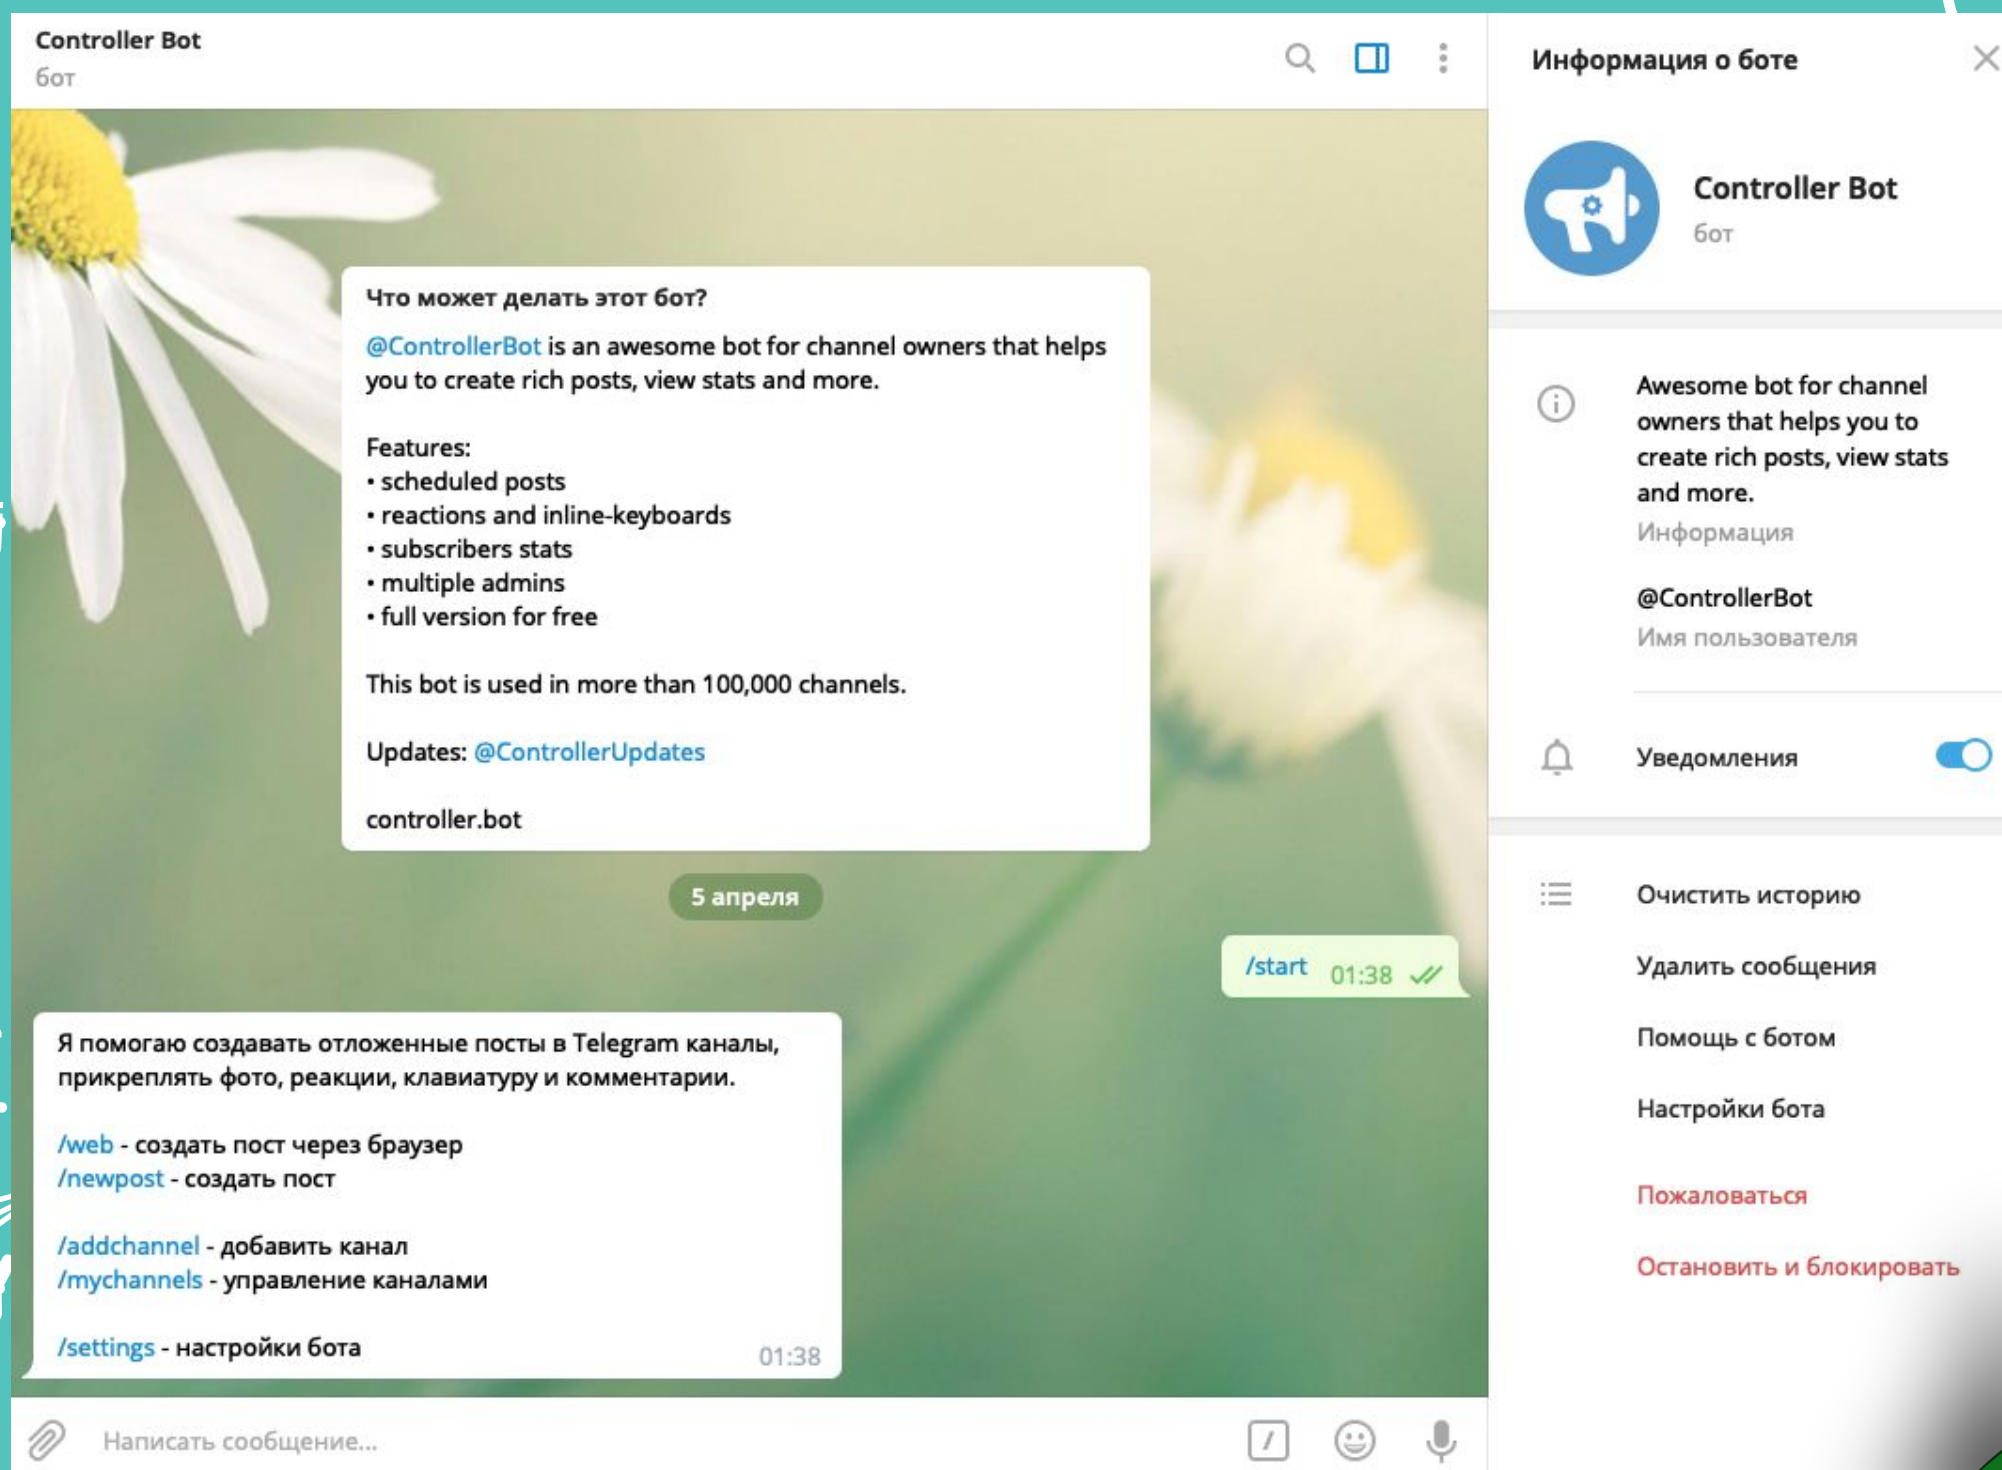 Controller Bot
бот
Что может делать этот бот?
@ControllerBot is an awesome bot for channel owners that helps
you to create rich posts, view stats and more.
Features:
• scheduled posts
• reactions and inline-keyboards
• subscribers stats
• multiple admins
• full version for free
This bot is used in more than 100,000 channels.
Updates: @ControllerUpdates
controller.bot
5 апреля
/start 01:38
Я помогаю создавать отложенные посты в Telegram каналы,
прикреплять фото, реакции, клавиатуру и комментарии.
/web - создать пост через браузер
/newpost - создать пост
/addchannel - добавить канал
/mychannels - управление каналами
/settings - настройки бота
01:38
Написать сообщение...
Информация о боте
Controller Bot
бот
Awesome bot for channel
owners that helps you to
create rich posts, view stats
and more.
Информация
@ControllerBot
Имя пользователя
Уведомления
Очистить историю
Удалить сообщения
Помощь с ботом
Настройки бота
Пожаловаться
Остановить и блокировать